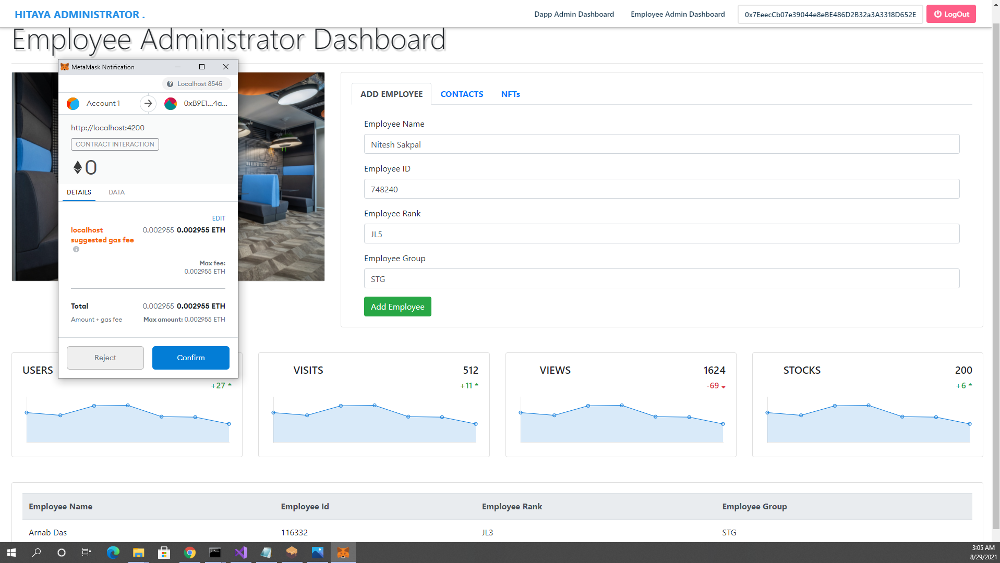 HITAYA ADMINISTRATOR .
Dapp Admin Dashboard
Employee Admin Dashboard
0x7EeecCb07e39044e8eBE486D2B32a3A3318D652E
LogOut
Employee Administrator Dashboard
MetaMask Notification
Localhost 8545
Account 1
0xB9E1...4a...
http://localhost:4200
CONTRACT INTERACTION
0
DETAILS
DATA
EDIT
localhost
suggested gas fee
0.002955 0.002955 ETH
Max fee:
0.002955 ETH
Total
0.002955 0.002955 ETH
Amount + gas fee
Max amount: 0.002955 ETH
Reject
Confirm
ADD EMPLOYEE
CONTACTS
NFTs
Employee Name
Nitesh Sakpal
Employee ID
748240
Employee Rank
JL5
Employee Group
STG
Add Employee
USERS
+27
VISITS
512
+11
VIEWS
1624
-69
STOCKS
200
+6
Employee Name
Employee Id
Employee Rank
Employee Group
Arnab Das
116332
JL3
STG
3:05 AM
8/29/2021